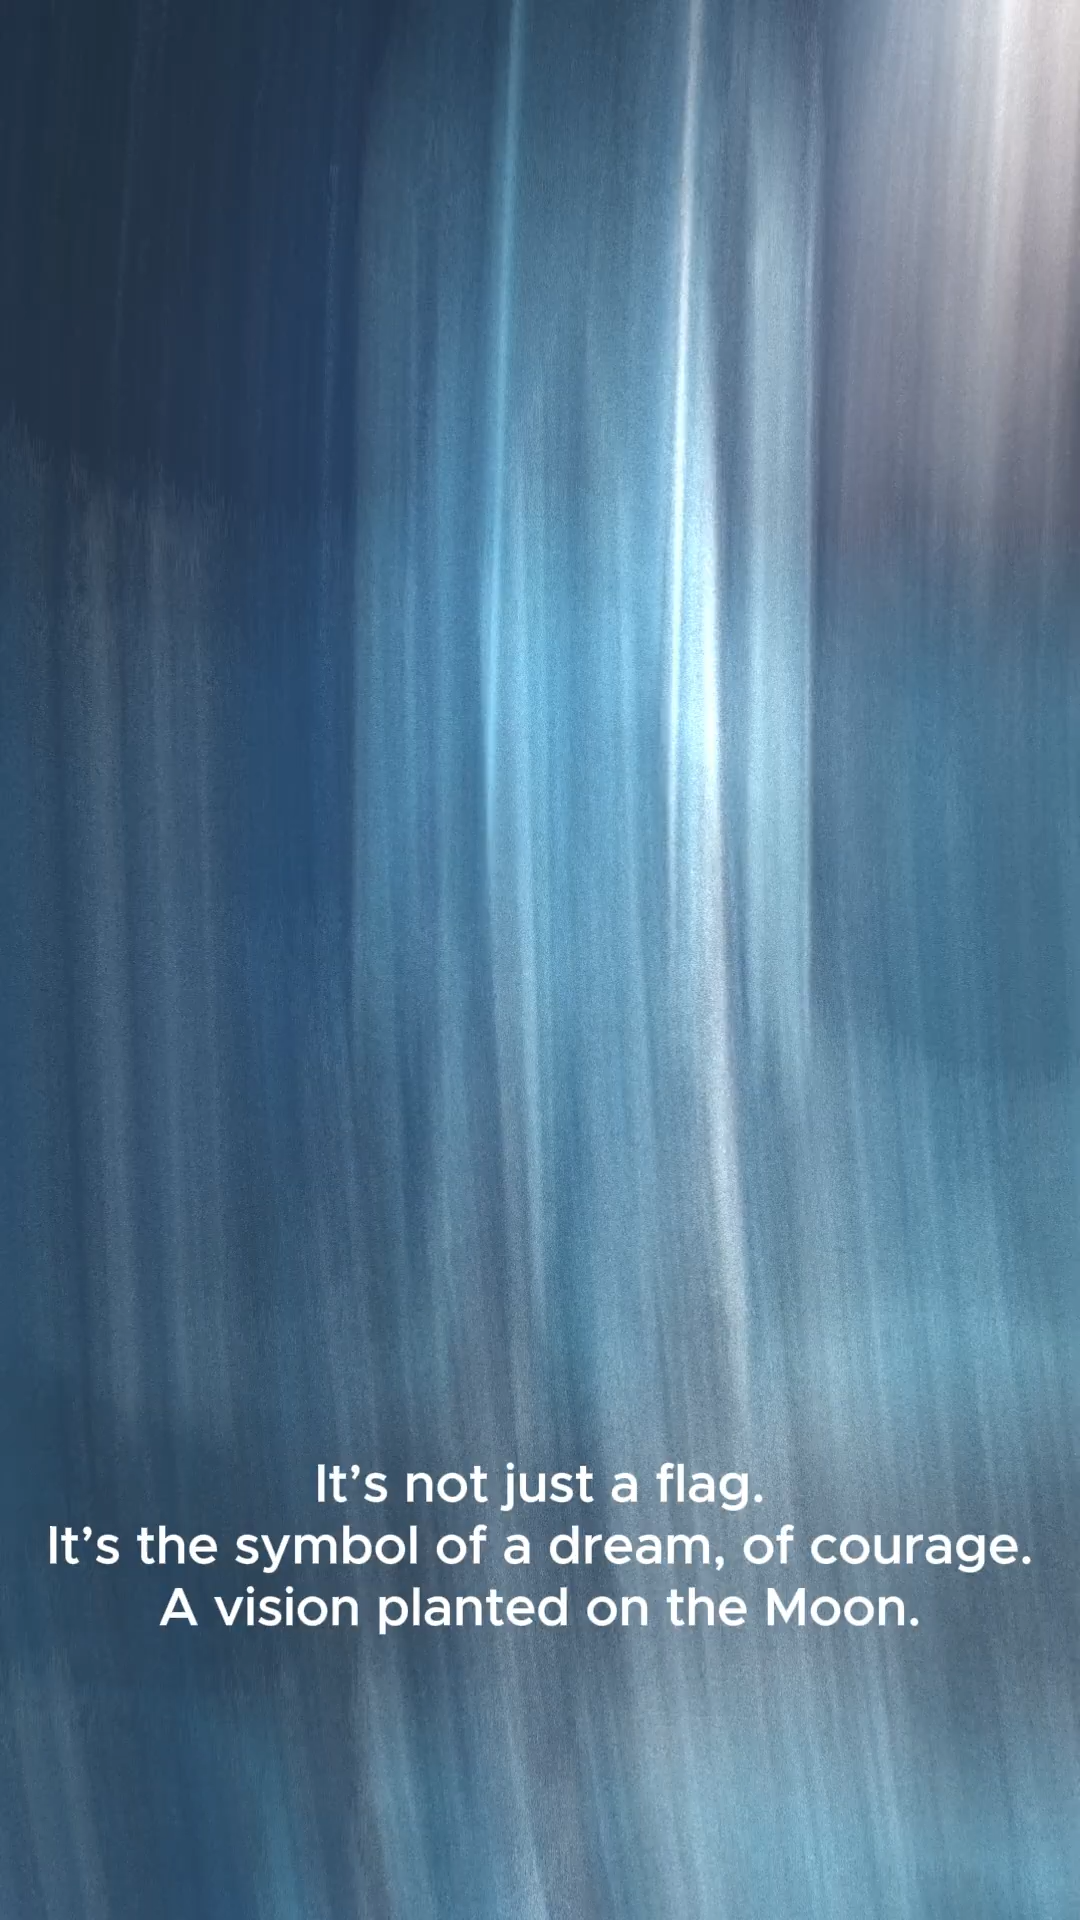 It’s not just a flag.
It’s the symbol of a dream, of courage.
A vision planted on the Moon.